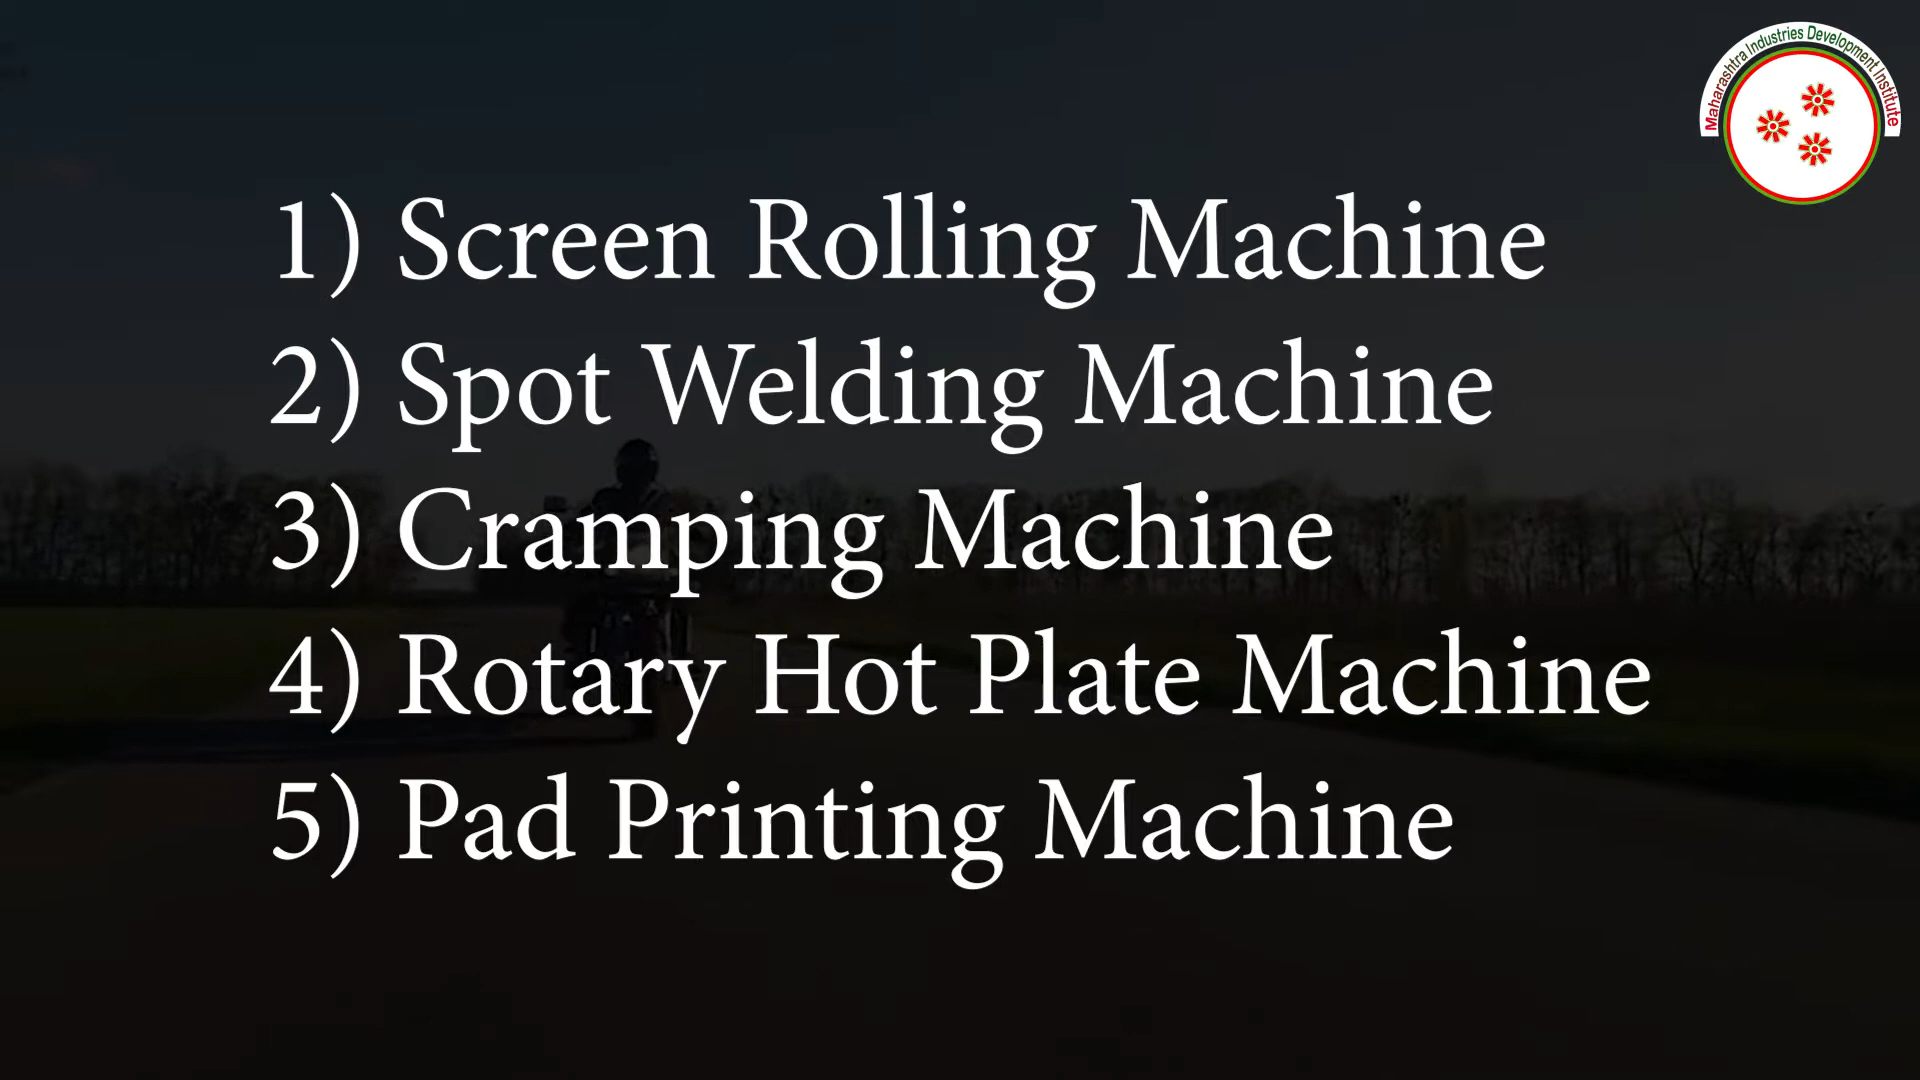 Maharashtra Industries Development Institute
1) Screen Rolling Machine
2) Spot Welding Machine
3) Cramping Machine
4) Rotary Hot Plate Machine
5) Pad Printing Machine